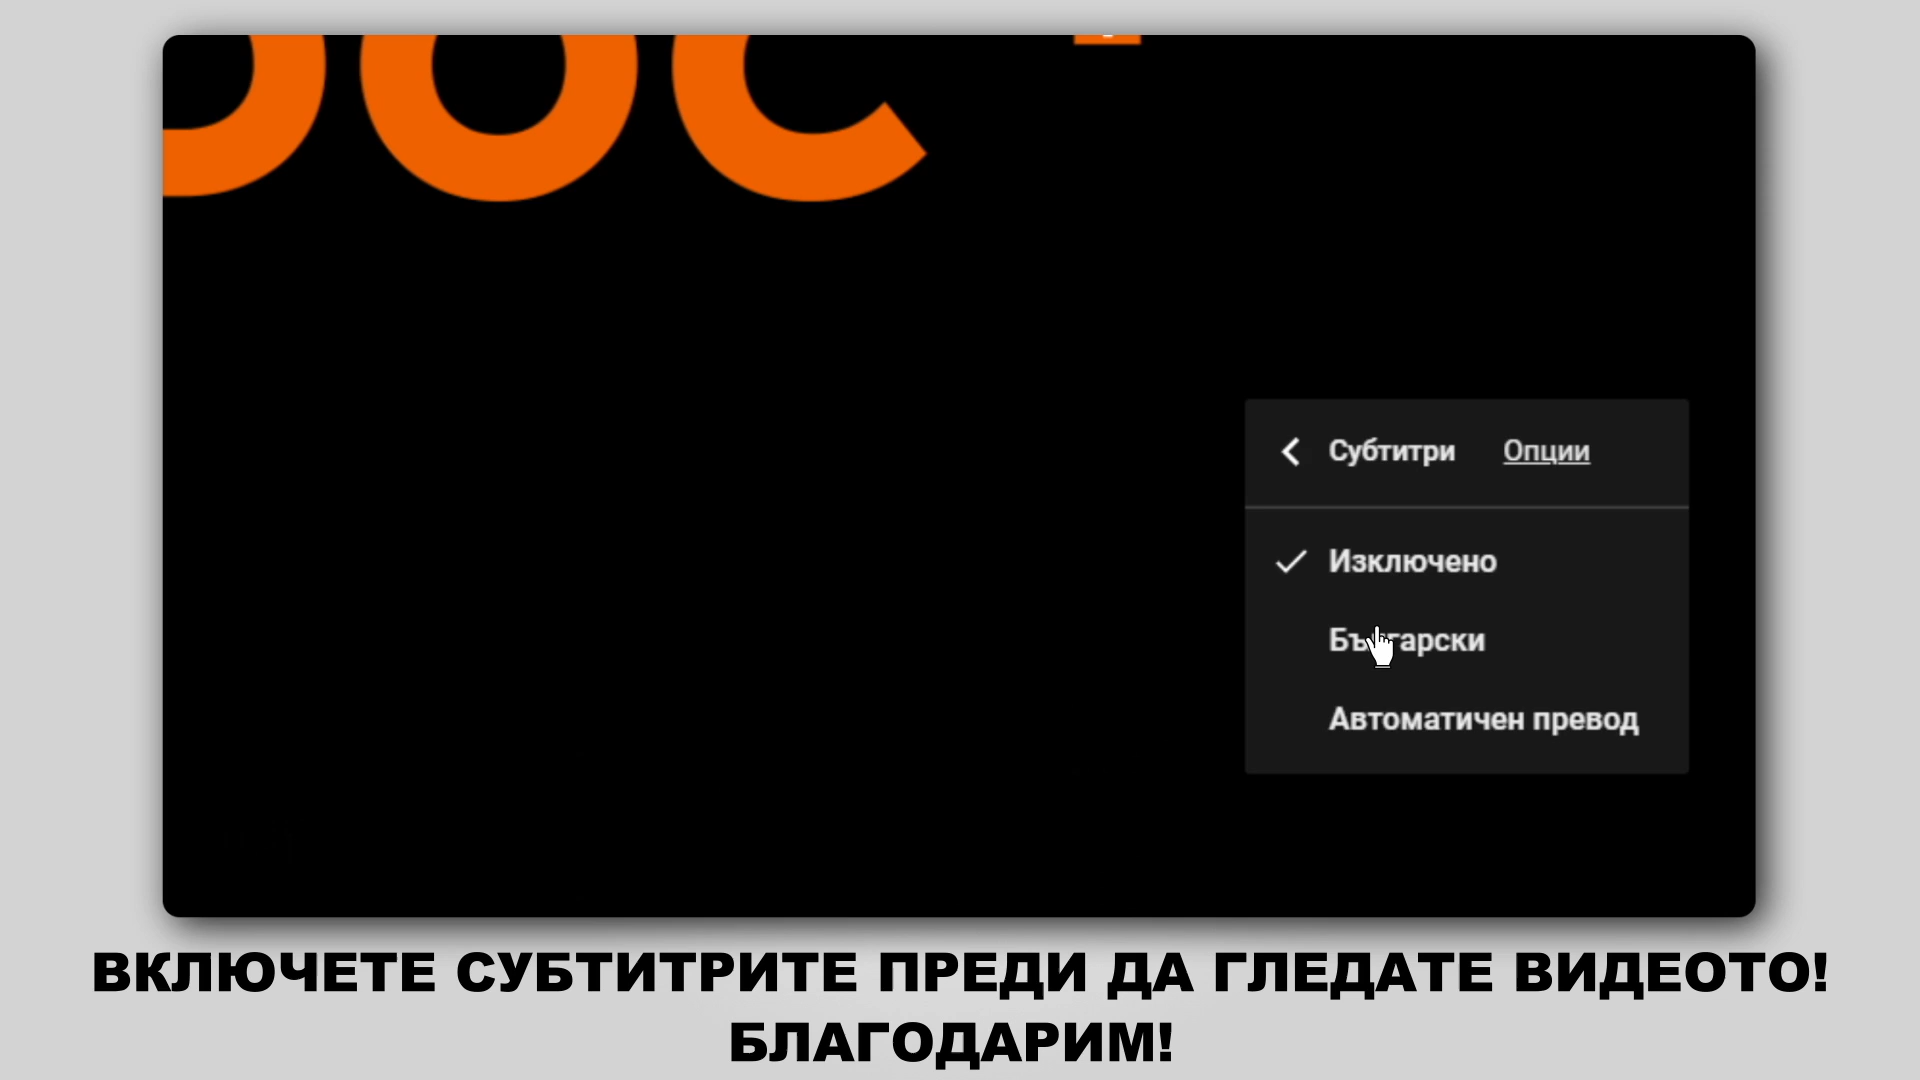 Субтитри Опции
Изключено
Български
Автоматичен превод
ВКЛЮЧЕТЕ СУБТИТРИТЕ ПРЕДИ ДА ГЛЕДАТЕ ВИДЕОТО!
БЛАГОДАРИМ!